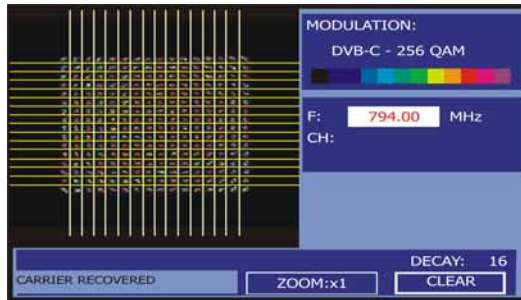 MODULATION:
DVB-C - 256 QAM
F: 794.00 MHz
CH:
DECAY: 16
CARRIER RECOVERED
ZOOM:x1
CLEAR